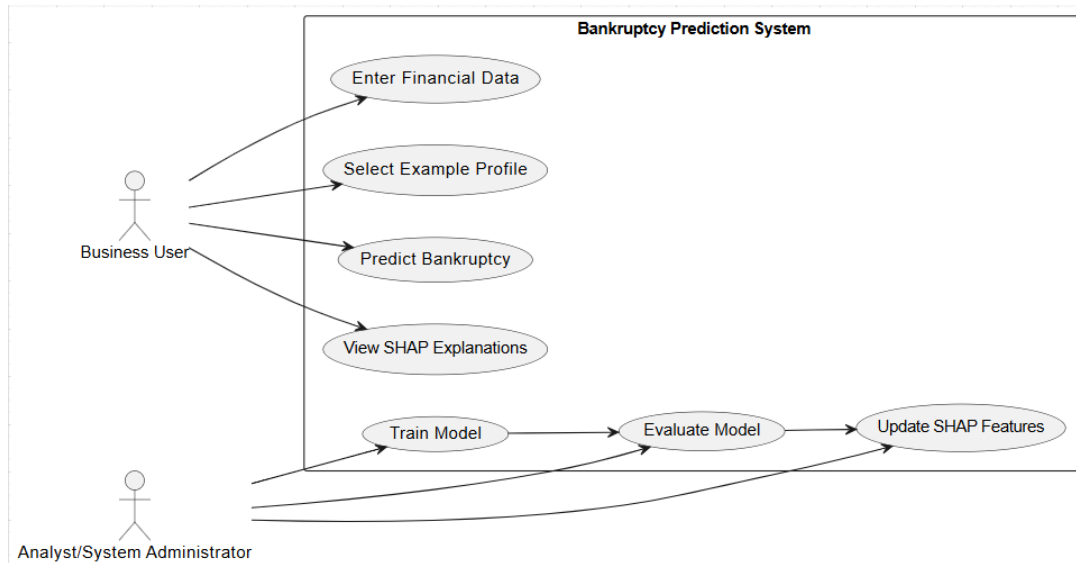 Bankruptcy Prediction System
Enter Financial Data
Select Example Profile
Business User
Predict Bankruptcy
View SHAP Explanations
Train Model
Evaluate Model
Update SHAP Features
Analyst/System Administrator